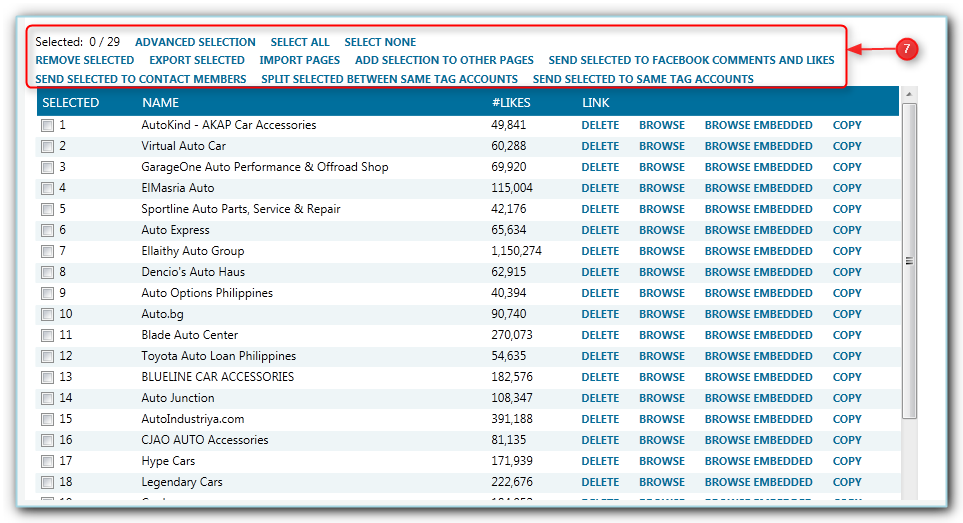 Selected: 0 / 29 ADVANCED SELECTION SELECT ALL SELECT NONE
REMOVE SELECTED EXPORT SELECTED IMPORT PAGES ADD SELECTION TO OTHER PAGES SEND SELECTED TO FACEBOOK COMMENTS AND LIKES
7
SEND SELECTED TO CONTACT MEMBERS SPLIT SELECTED BETWEEN SAME TAG ACCOUNTS SEND SELECTED TO SAME TAG ACCOUNTS
SELECTED NAME #LIKES LINK
1 AutoKind - AKAP Car Accessories 49,841 DELETE BROWSE BROWSE EMBEDDED COPY
2 Virtual Auto Car 60,288 DELETE BROWSE BROWSE EMBEDDED COPY
3 GarageOne Auto Performance & Offroad Shop 69,920 DELETE BROWSE BROWSE EMBEDDED COPY
4 ElMasria Auto 115,004 DELETE BROWSE BROWSE EMBEDDED COPY
5 Sportline Auto Parts, Service & Repair 42,176 DELETE BROWSE BROWSE EMBEDDED COPY
6 Auto Express 65,634 DELETE BROWSE BROWSE EMBEDDED COPY
7 Ellaithy Auto Group 1,150,274 DELETE BROWSE BROWSE EMBEDDED COPY
8 Dencio's Auto Haus 62,915 DELETE BROWSE BROWSE EMBEDDED COPY
9 Auto Options Philippines 40,394 DELETE BROWSE BROWSE EMBEDDED COPY
10 Auto.bg 90,740 DELETE BROWSE BROWSE EMBEDDED COPY
11 Blade Auto Center 270,073 DELETE BROWSE BROWSE EMBEDDED COPY
12 Toyota Auto Loan Philippines 54,635 DELETE BROWSE BROWSE EMBEDDED COPY
13 BLUELINE CAR ACCESSORIES 182,576 DELETE BROWSE BROWSE EMBEDDED COPY
14 Auto Junction 108,347 DELETE BROWSE BROWSE EMBEDDED COPY
15 AutoIndustriya.com 391,188 DELETE BROWSE BROWSE EMBEDDED COPY
16 CJAO AUTO Accessories 81,135 DELETE BROWSE BROWSE EMBEDDED COPY
17 Hype Cars 171,939 DELETE BROWSE BROWSE EMBEDDED COPY
18 Legendary Cars 222,676 DELETE BROWSE BROWSE EMBEDDED COPY